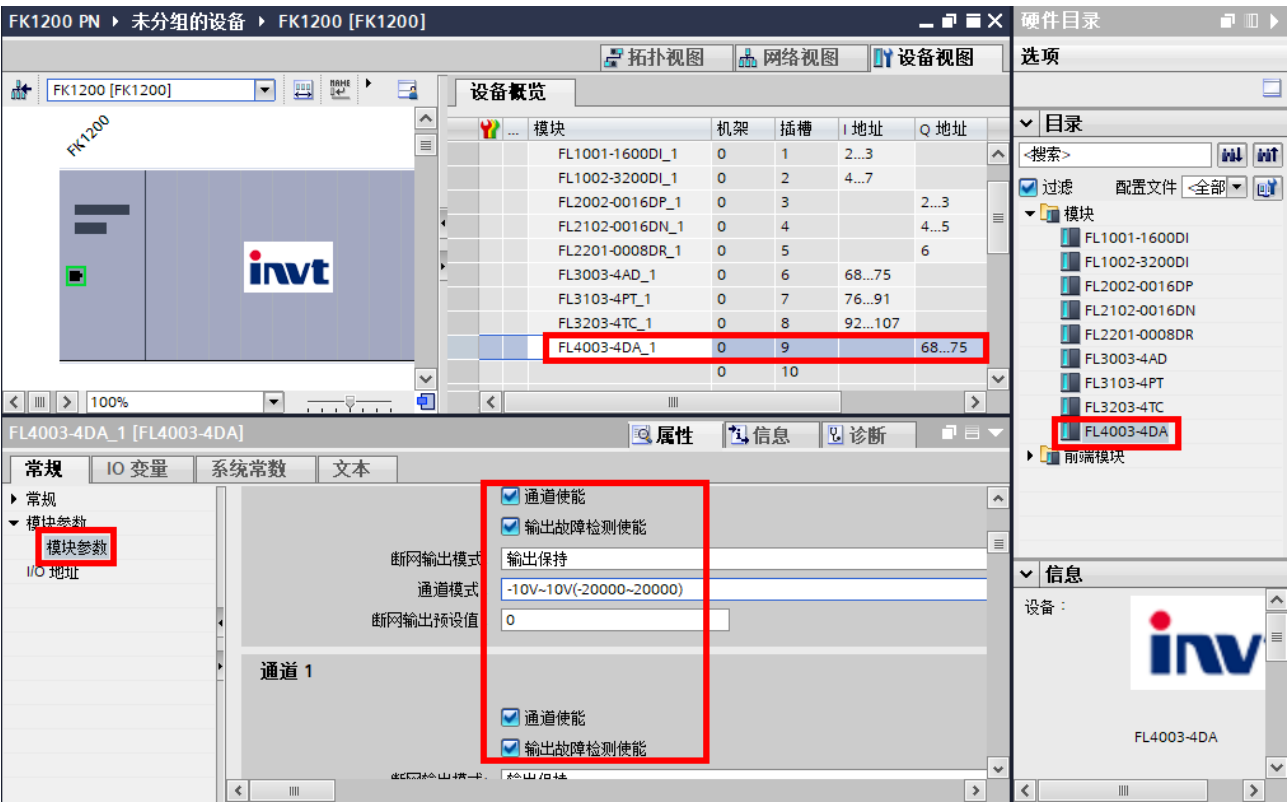 FK1200 PN ▸ 未分组的设备 ▸ FK1200 [FK1200]
硬件目录
拓扑视图 网络视图 设备视图
选项
FK1200 [FK1200]
设备概览
FK1200
... 模块 机架 插槽 I 地址 Q 地址
FL1001-1600DI_1 0 1 2...3
FL1002-3200DI_1 0 2 4...7
FL2002-0016DP_1 0 3 2...3
FL2102-0016DN_1 0 4 4...5
FL2201-0008DR_1 0 5 6
FL3003-4AD_1 0 6 68...75
FL3103-4PT_1 0 7 76...91
FL3203-4TC_1 0 8 92...107
FL4003-4DA_1 0 9 68...75
0 10
invt
100%
目录
<搜索>
过滤 配置文件 <全部
模块
FL1001-1600DI
FL1002-3200DI
FL2002-0016DP
FL2102-0016DN
FL2201-0008DR
FL3003-4AD
FL3103-4PT
FL3203-4TC
FL4003-4DA
前端模块
FL4003-4DA_1 [FL4003-4DA]
属性 信息 诊断
常规 IO 变量 系统常数 文本
常规
模块参数
模块参数
I/O 地址
通道使能
输出故障检测使能
断网输出模式 输出保持
通道模式 -10V~10V(-20000~20000)
断网输出预设值 0
通道 1
通道使能
输出故障检测使能
断网输出模式: 输出保持
信息
设备：
inv
FL4003-4DA